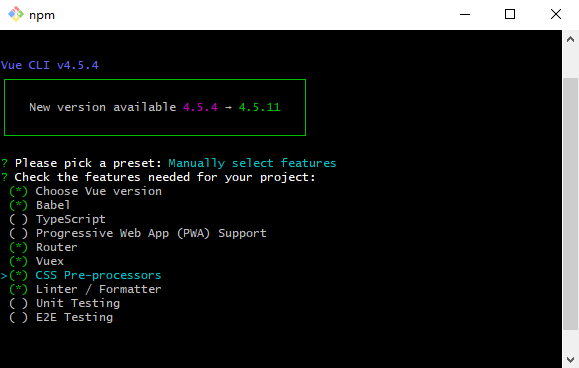 npm
Vue CLI v4.5.4
New version available 4.5.4 → 4.5.11
? Please pick a preset: Manually select features
? Check the features needed for your project:
(*) Choose Vue version
(*) Babel
( ) TypeScript
( ) Progressive Web App (PWA) Support
(*) Router
(*) Vuex
>(*) CSS Pre-processors
(*) Linter / Formatter
( ) Unit Testing
( ) E2E Testing